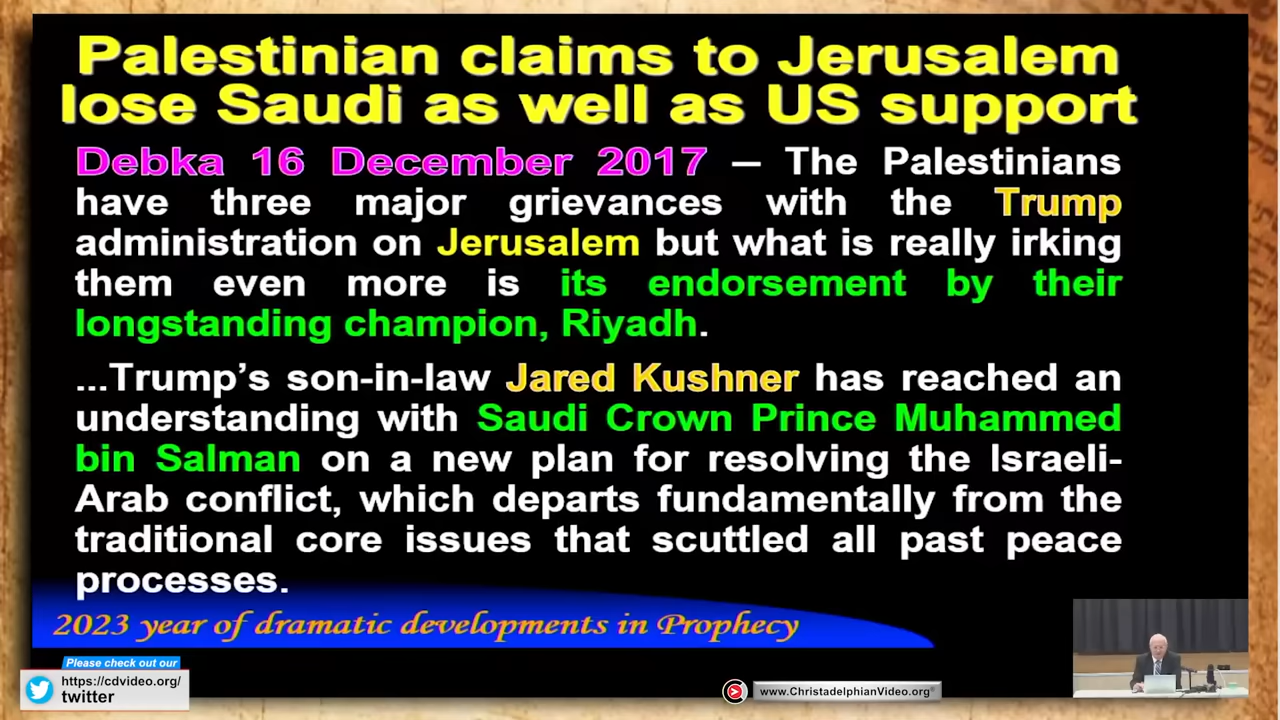 Palestinian claims to Jerusalem
lose Saudi as well as US support
Debka 16 December 2017 – The Palestinians
have three major grievances with the Trump
administration on Jerusalem but what is really irking
them even more is its endorsement by their
longstanding champion, Riyadh.
...Trump’s son-in-law Jared Kushner has reached an
understanding with Saudi Crown Prince Muhammed
bin Salman on a new plan for resolving the Israeli-
Arab conflict, which departs fundamentally from the
traditional core issues that scuttled all past peace
processes.
2023 year of dramatic developments in Prophecy
Please check out our
https://cdvideo.org/
twitter
www.ChristadelphianVideo.org